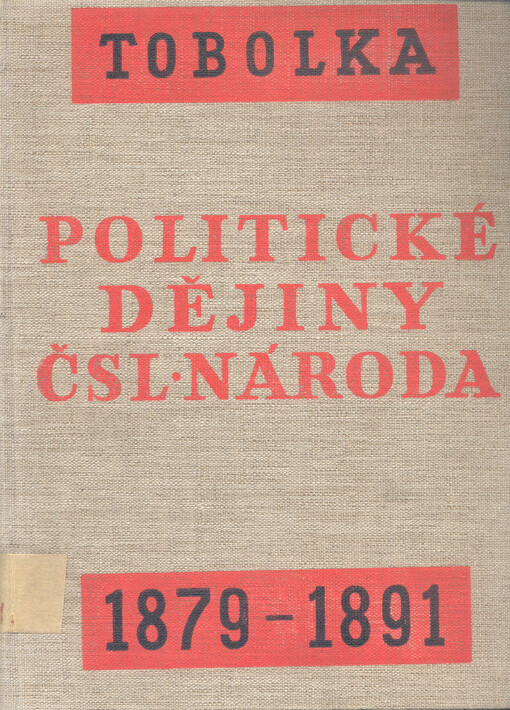 TOBOLKA
POLITICKÉ
DĚJINY
ČSL·NÁRODA
1879-1891